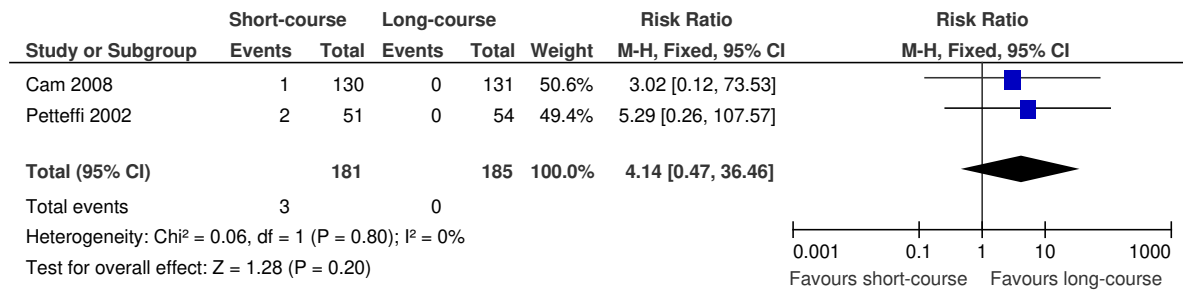 Short-course Long-course Risk Ratio Risk Ratio
Study or Subgroup Events Total Events Total Weight M-H, Fixed, 95% CI M-H, Fixed, 95% CI
Cam 2008 1 130 0 131 50.6% 3.02 [0.12, 73.53]
Petteffi 2002 2 51 0 54 49.4% 5.29 [0.26, 107.57]
Total (95% CI) 181 185 100.0% 4.14 [0.47, 36.46]
Total events 3 0
Heterogeneity: Chi² = 0.06, df = 1 (P = 0.80); I² = 0%
Test for overall effect: Z = 1.28 (P = 0.20)
0.001 0.1 1 10 1000
Favours short-course Favours long-course